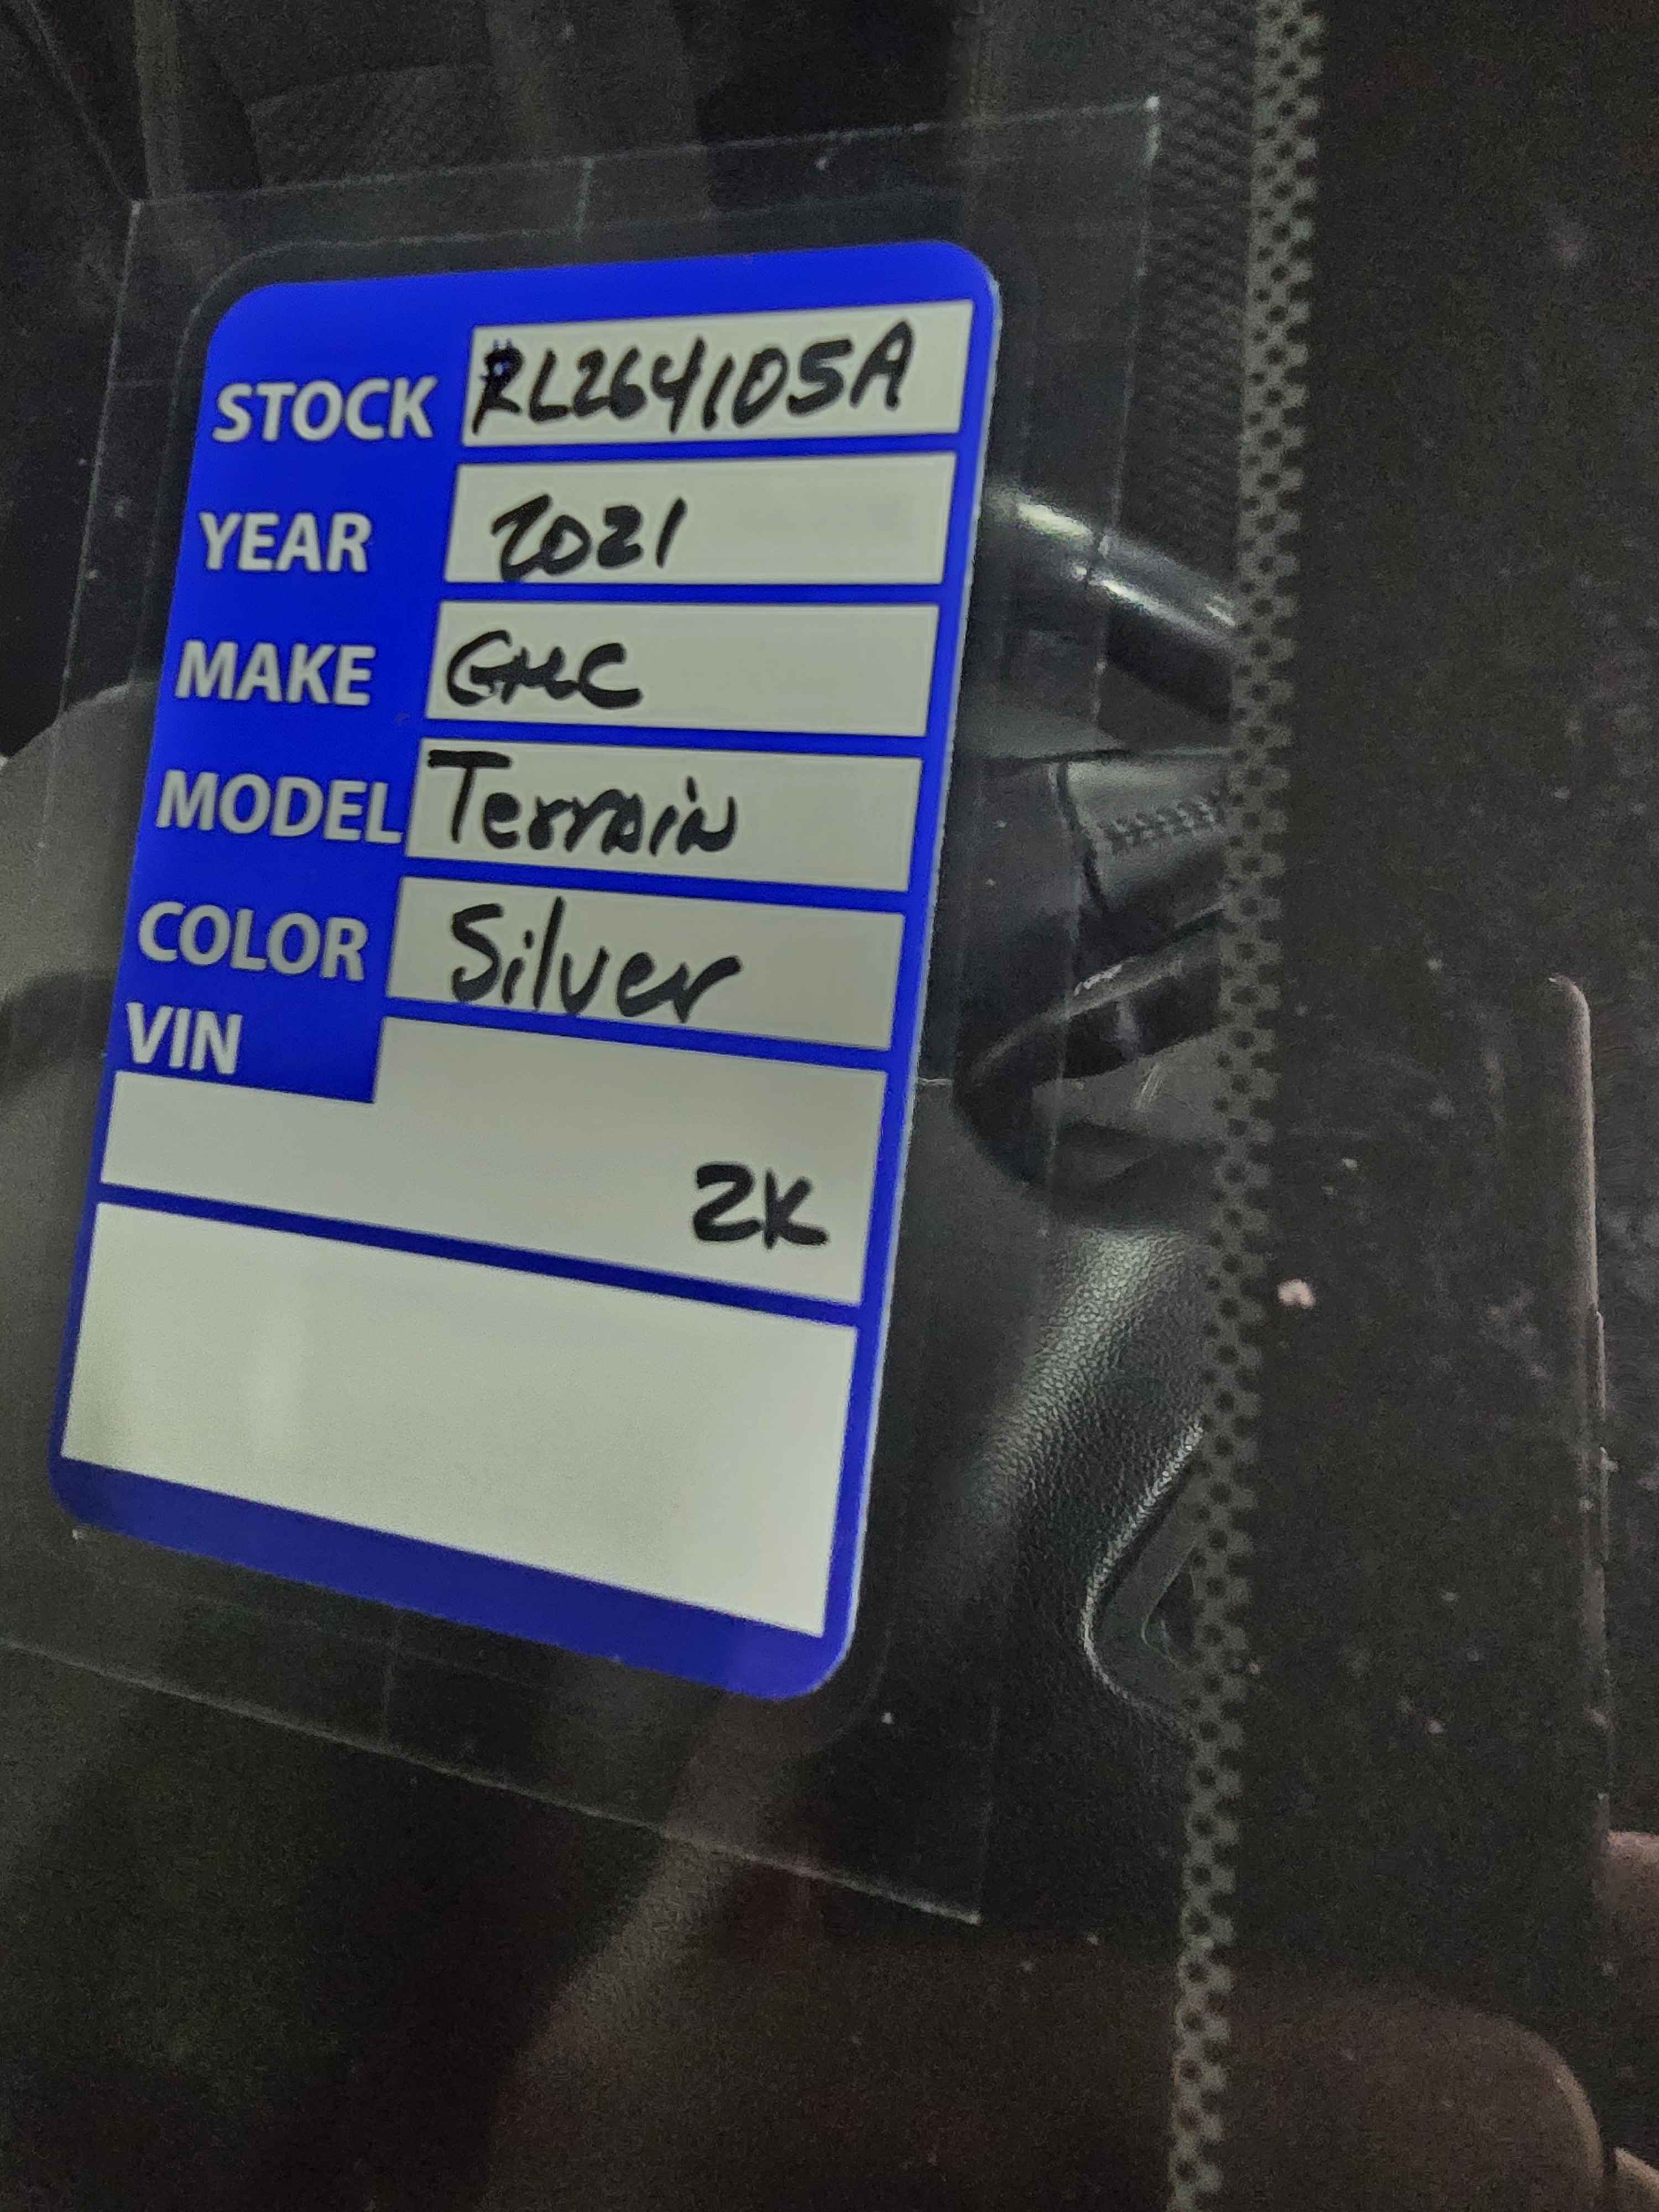 STOCK RL264105A
YEAR 2021
MAKE GMC
MODEL Terrain
COLOR Silver
VIN
2K